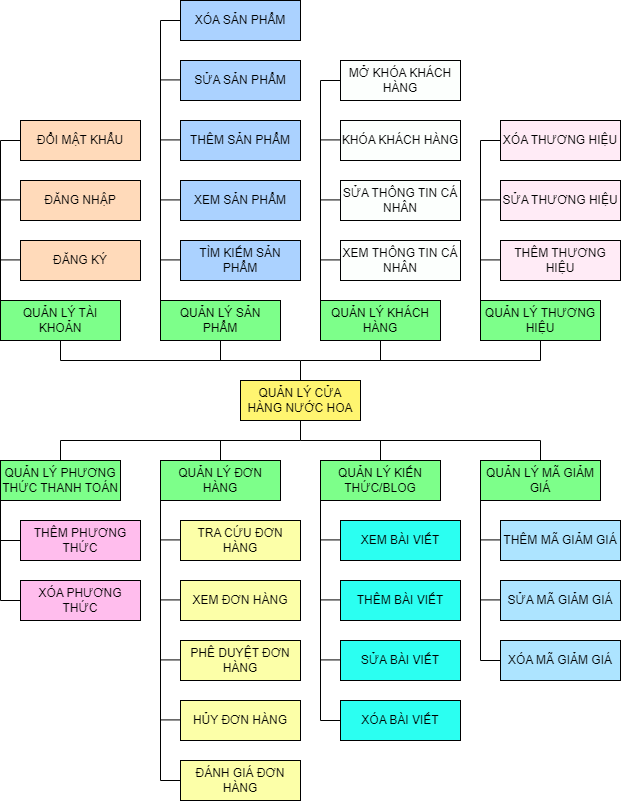 XÓA SẢN PHẨM
SỬA SẢN PHẨM
MỞ KHÓA KHÁCH
HÀNG
ĐỔI MẬT KHẨU
THÊM SẢN PHẨM
KHÓA KHÁCH HÀNG
XÓA THƯƠNG HIỆU
ĐĂNG NHẬP
XEM SẢN PHẨM
SỬA THÔNG TIN CÁ
NHÂN
SỬA THƯƠNG HIỆU
ĐĂNG KÝ
TÌM KIẾM SẢN
PHẨM
XEM THÔNG TIN CÁ
NHÂN
THÊM THƯƠNG
HIỆU
QUẢN LÝ TÀI
KHOẢN
QUẢN LÝ SẢN
PHẨM
QUẢN LÝ KHÁCH
HÀNG
QUẢN LÝ THƯƠNG
HIỆU
QUẢN LÝ CỬA
HÀNG NƯỚC HOA
QUẢN LÝ PHƯƠNG
THỨC THANH TOÁN
QUẢN LÝ ĐƠN
HÀNG
QUẢN LÝ KIẾN
THỨC/BLOG
QUẢN LÝ MÃ GIẢM
GIÁ
THÊM PHƯƠNG
THỨC
TRA CỨU ĐƠN
HÀNG
XEM BÀI VIẾT
THÊM MÃ GIẢM GIÁ
XÓA PHƯƠNG
THỨC
XEM ĐƠN HÀNG
THÊM BÀI VIẾT
SỬA MÃ GIẢM GIÁ
PHÊ DUYỆT ĐƠN
HÀNG
SỬA BÀI VIẾT
XÓA MÃ GIẢM GIÁ
HỦY ĐƠN HÀNG
XÓA BÀI VIẾT
ĐÁNH GIÁ ĐƠN
HÀNG